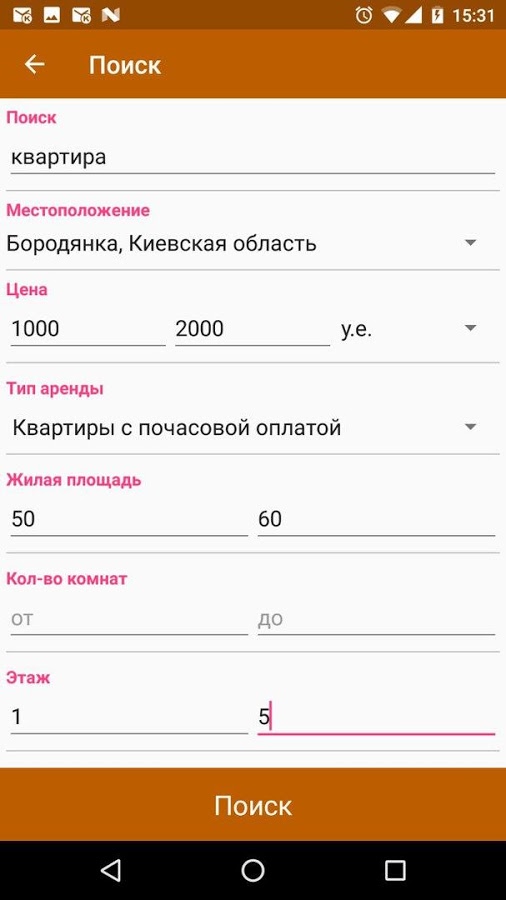 15:31
Поиск
Поиск
квартира
Местоположение
Бородянка, Киевская область
Цена
1000 2000 у.е.
Тип аренды
Квартиры с почасовой оплатой
Жилая площадь
50 60
Кол-во комнат
от до
Этаж
1 5
Поиск